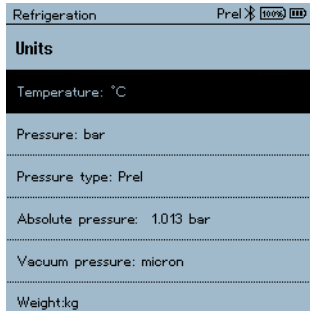 Refrigeration Prel 100%
Units
Temperature: °C
Pressure: bar
Pressure type: Prel
Absolute pressure: 1.013 bar
Vacuum pressure: micron
Weight:kg